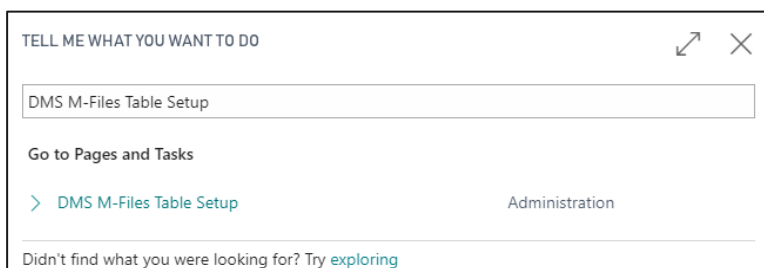 TELL ME WHAT YOU WANT TO DO
DMS M-Files Table Setup
Go to Pages and Tasks
DMS M-Files Table Setup Administration
Didn't find what you were looking for? Try exploring